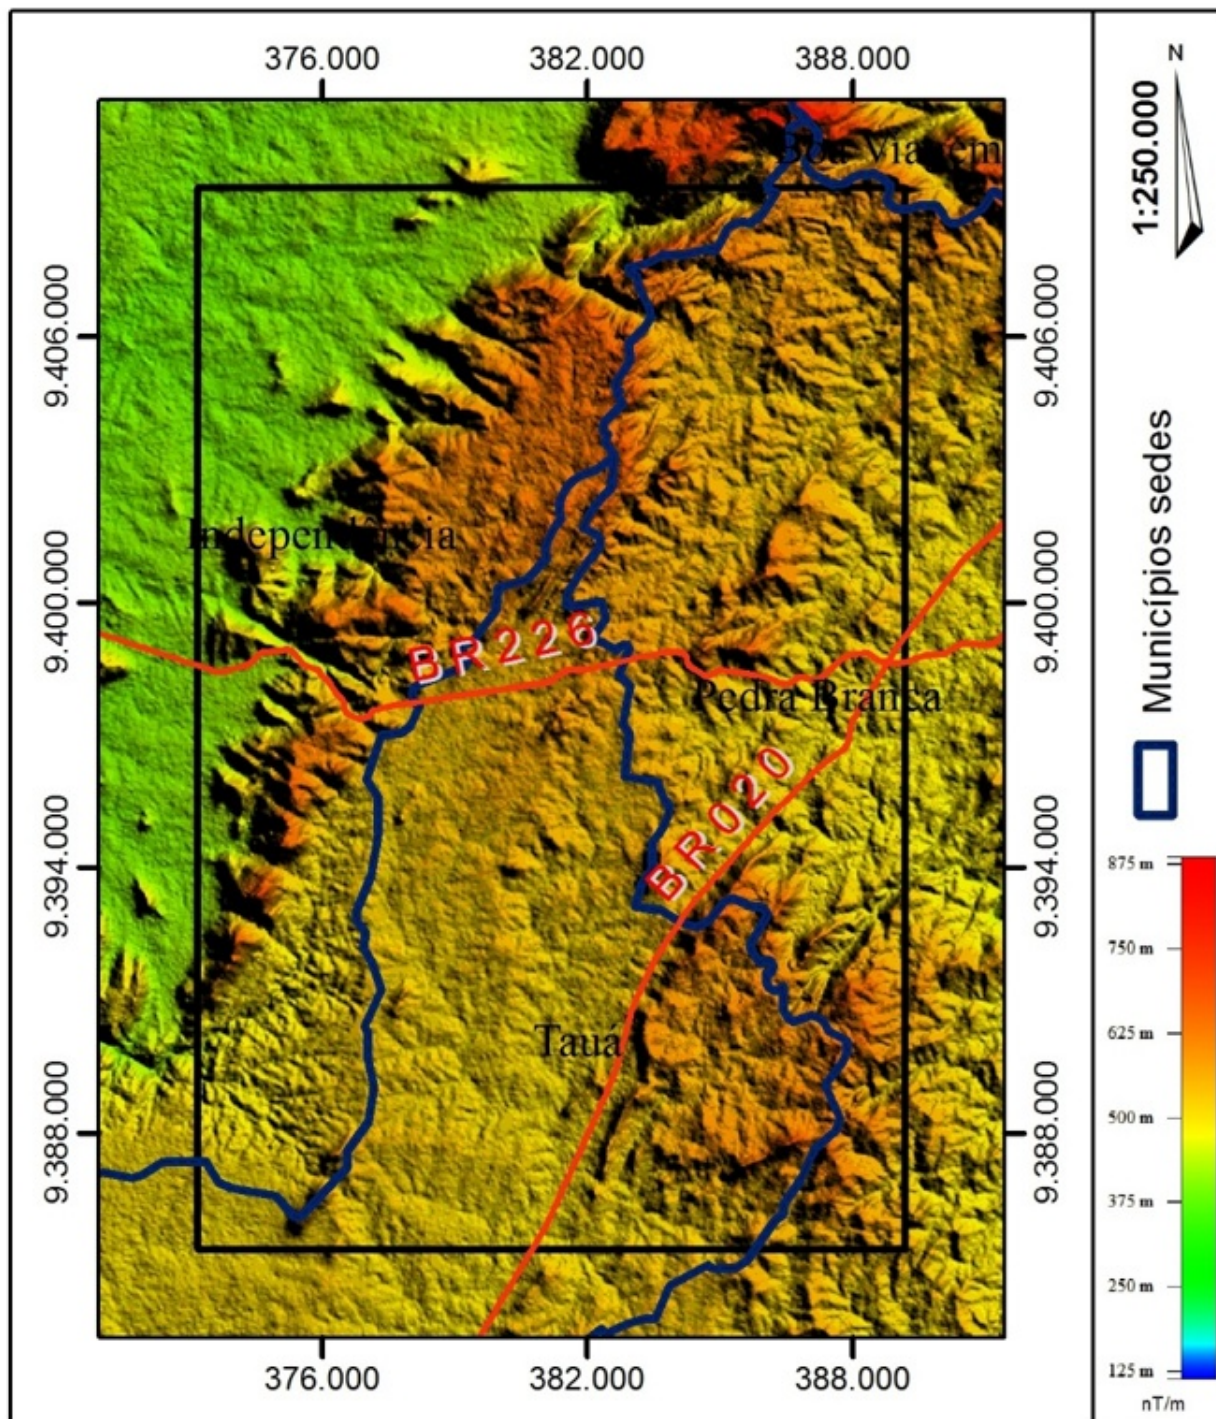 376.000 382.000 388.000
N
1:250.000
Boa Viagem
9.406.000 9.406.000
Municípios sedes
Independência
9.400.000 9.400.000
BR226
Pedra Branca
BR020
9.394.000 9.394.000
875 m
750 m
625 m
500 m
375 m
250 m
125 m
nT/m
Tauá
9.388.000 9.388.000
376.000 382.000 388.000